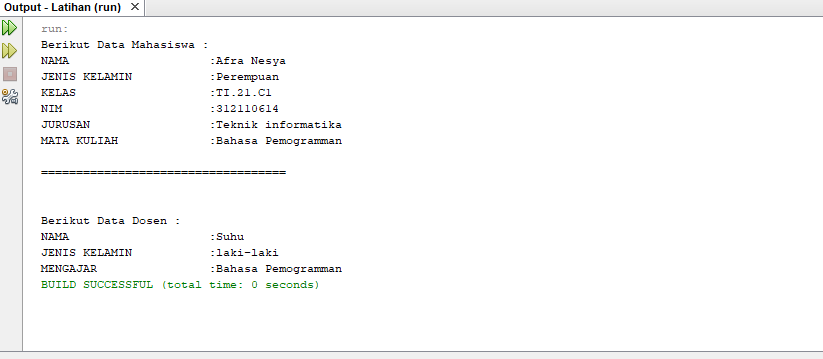 Output - Latihan (run)
run:
Berikut Data Mahasiswa :
NAMA                    :Afra Nesya
JENIS KELAMIN           :Perempuan
KELAS                   :TI.21.C1
NIM                     :312110614
JURUSAN                 :Teknik informatika
MATA KULIAH             :Bahasa Pemogramman
===================================
Berikut Data Dosen :
NAMA                    :Suhu
JENIS KELAMIN           :laki-laki
MENGAJAR                :Bahasa Pemogramman
BUILD SUCCESSFUL (total time: 0 seconds)